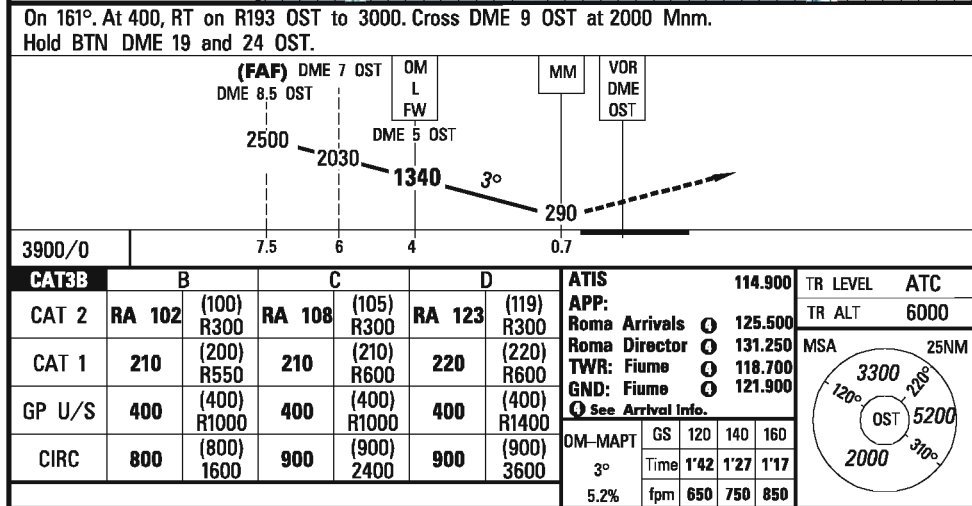 On 161°. At 400, RT on R193 OST to 3000. Cross DME 9 OST at 2000 Mnm.
Hold BTN DME 19 and 24 OST.
(FAF) DME 7 OST
DME 8.5 OST
OM
L
FW
DME 5 OST
MM
VOR
DME
OST
2500
2030
1340
3°
290
3900/0
7.5 6 4 0.7
CAT3B B C D
CAT 2 RA 102 (100) R300 RA 108 (105) R300 RA 123 (119) R300
CAT 1 210 (200) R550 210 (210) R600 220 (220) R600
GP U/S 400 (400) R1000 400 (400) R1000 400 (400) R1400
CIRC 800 (800) 1600 900 (900) 2400 900 (900) 3600
ATIS 114.900
APP:
Roma Arrivals 4 125.500
Roma Director 4 131.250
TWR: Fiume 4 118.700
GND: Fiume 4 121.900
4 See Arrival Info.
OM–MAPT GS 120 140 160
3° Time 1'42 1'27 1'17
5.2% fpm 650 750 850
TR LEVEL ATC
TR ALT 6000
MSA 25NM
3300
120°
220°
OST
5200
2000
310°